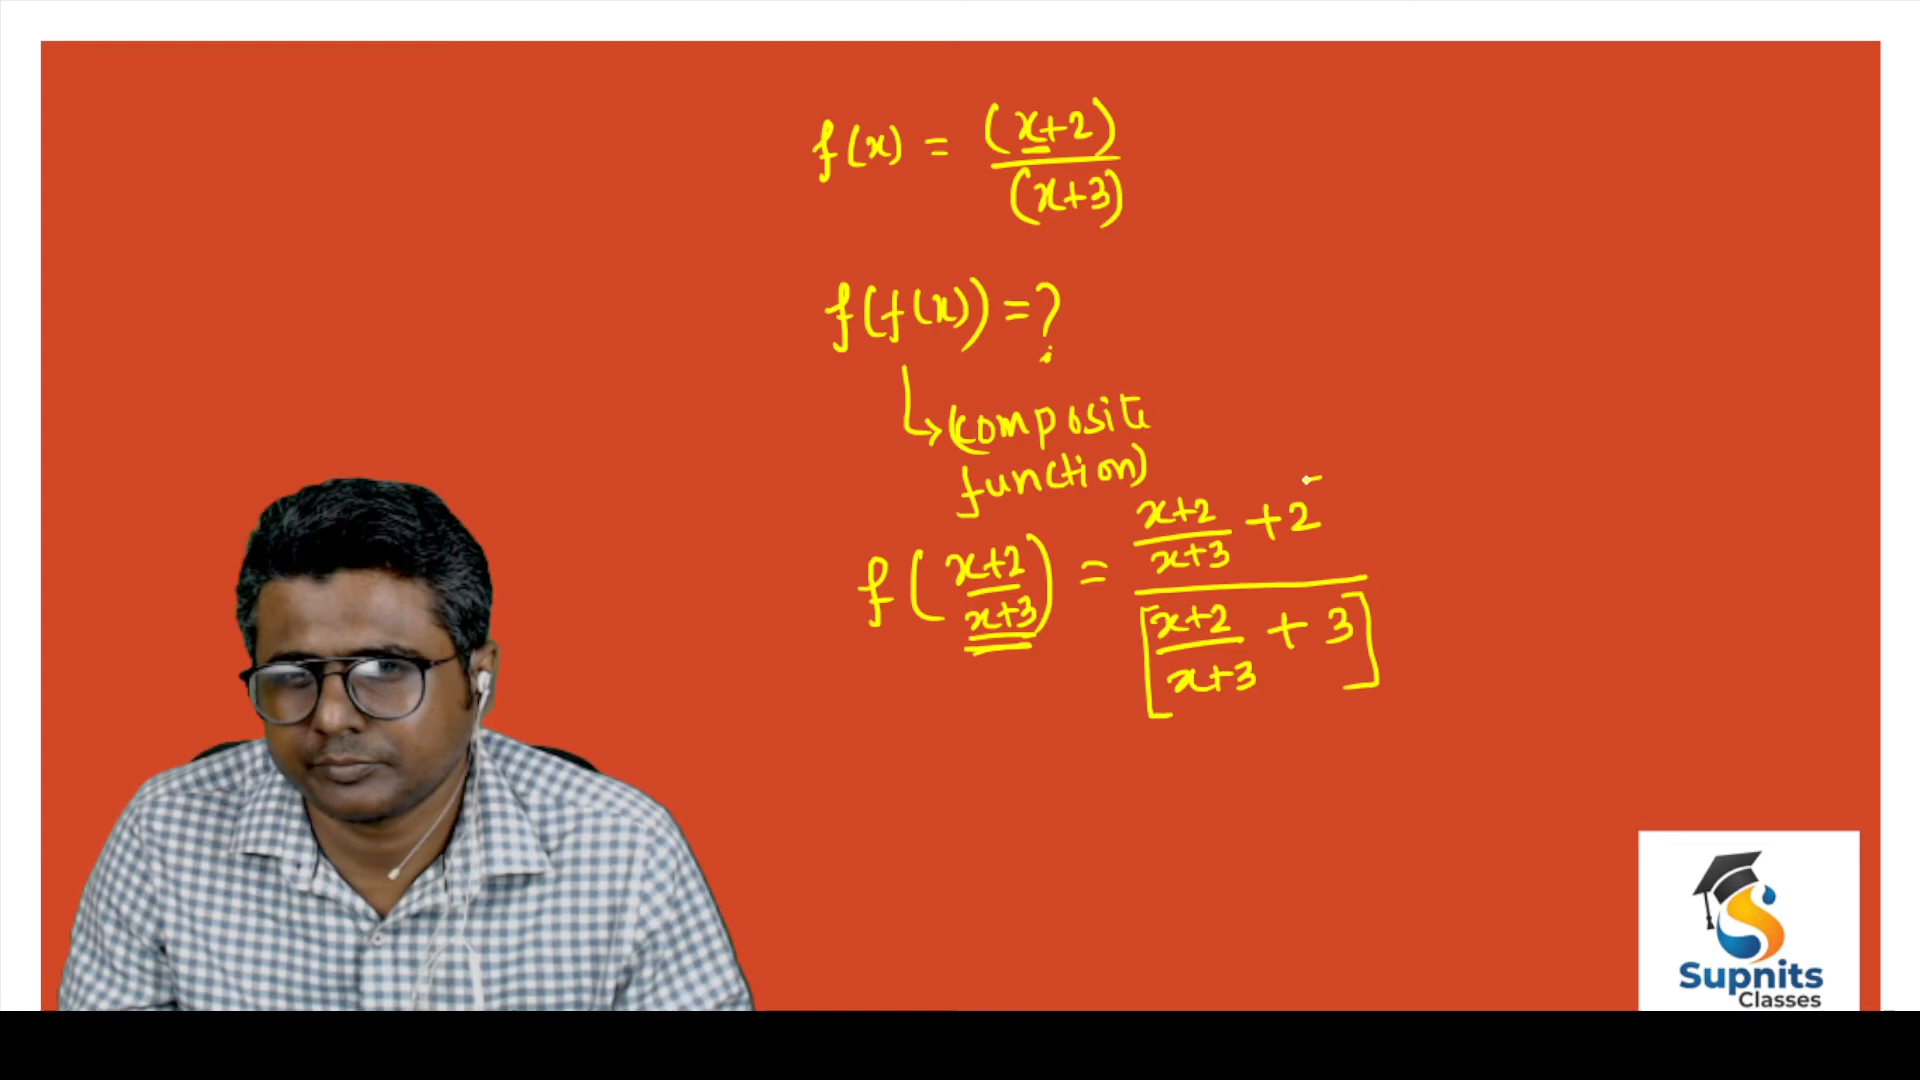 f(x) = (x+2)
(x+3)
f(f(x)) = ?
(composite
function)
f(x+2/x+3) = x+2/x+3 + 2
[x+2/x+3 + 3]
Supnits
Classes